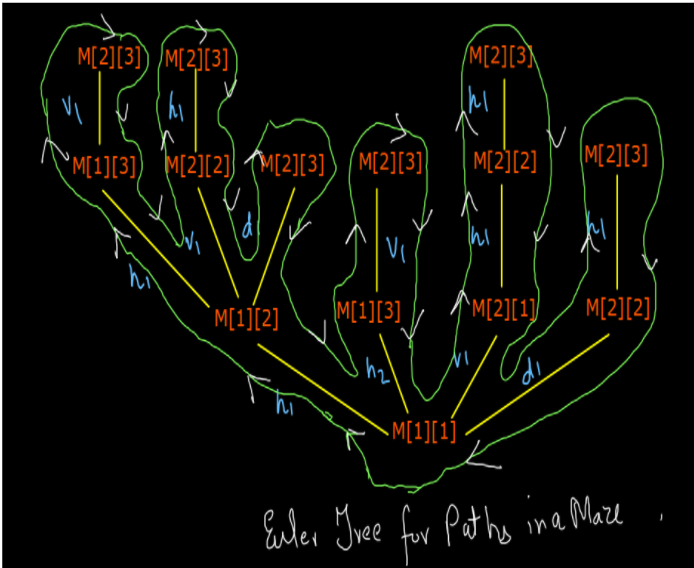 M[2][3] M[2][3] M[2][3]
v1 h1 h1
M[1][3] M[2][2] M[2][3] M[2][3] M[2][2] M[2][3]
h1 v1 d v1 h1 h1
M[1][2] M[1][3] M[2][1] M[2][2]
h1 h2 v1 d1
M[1][1]
Euler Tree for Paths in a Maze .